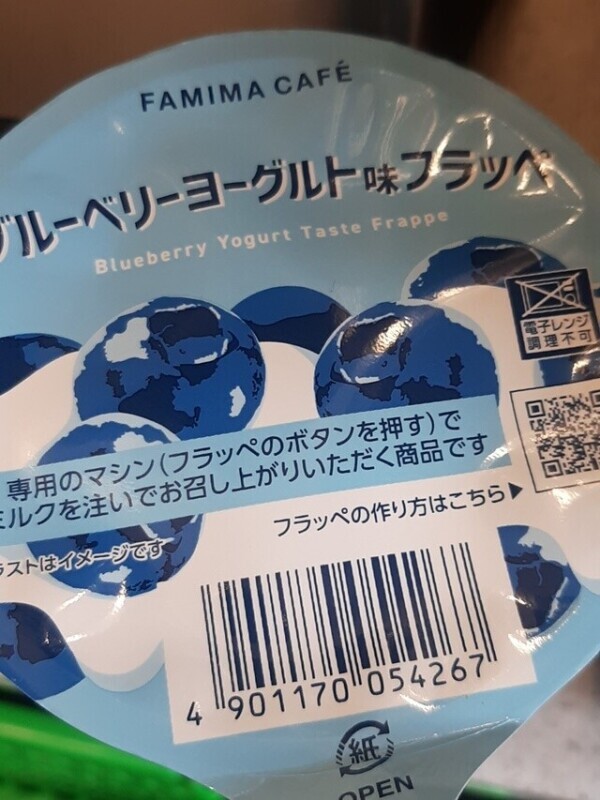 FAMIMA CAFÉ
ブルーベリーヨーグルト味フラッペ
Blueberry Yogurt Taste Frappe
電子レンジ
調理不可
専用のマシン(フラッペのボタンを押す)で
ミルクを注いでお召し上がりいただく商品です
フラッペの作り方はこちら▶
ラストはイメージです
4 901170 054267
紙
OPEN